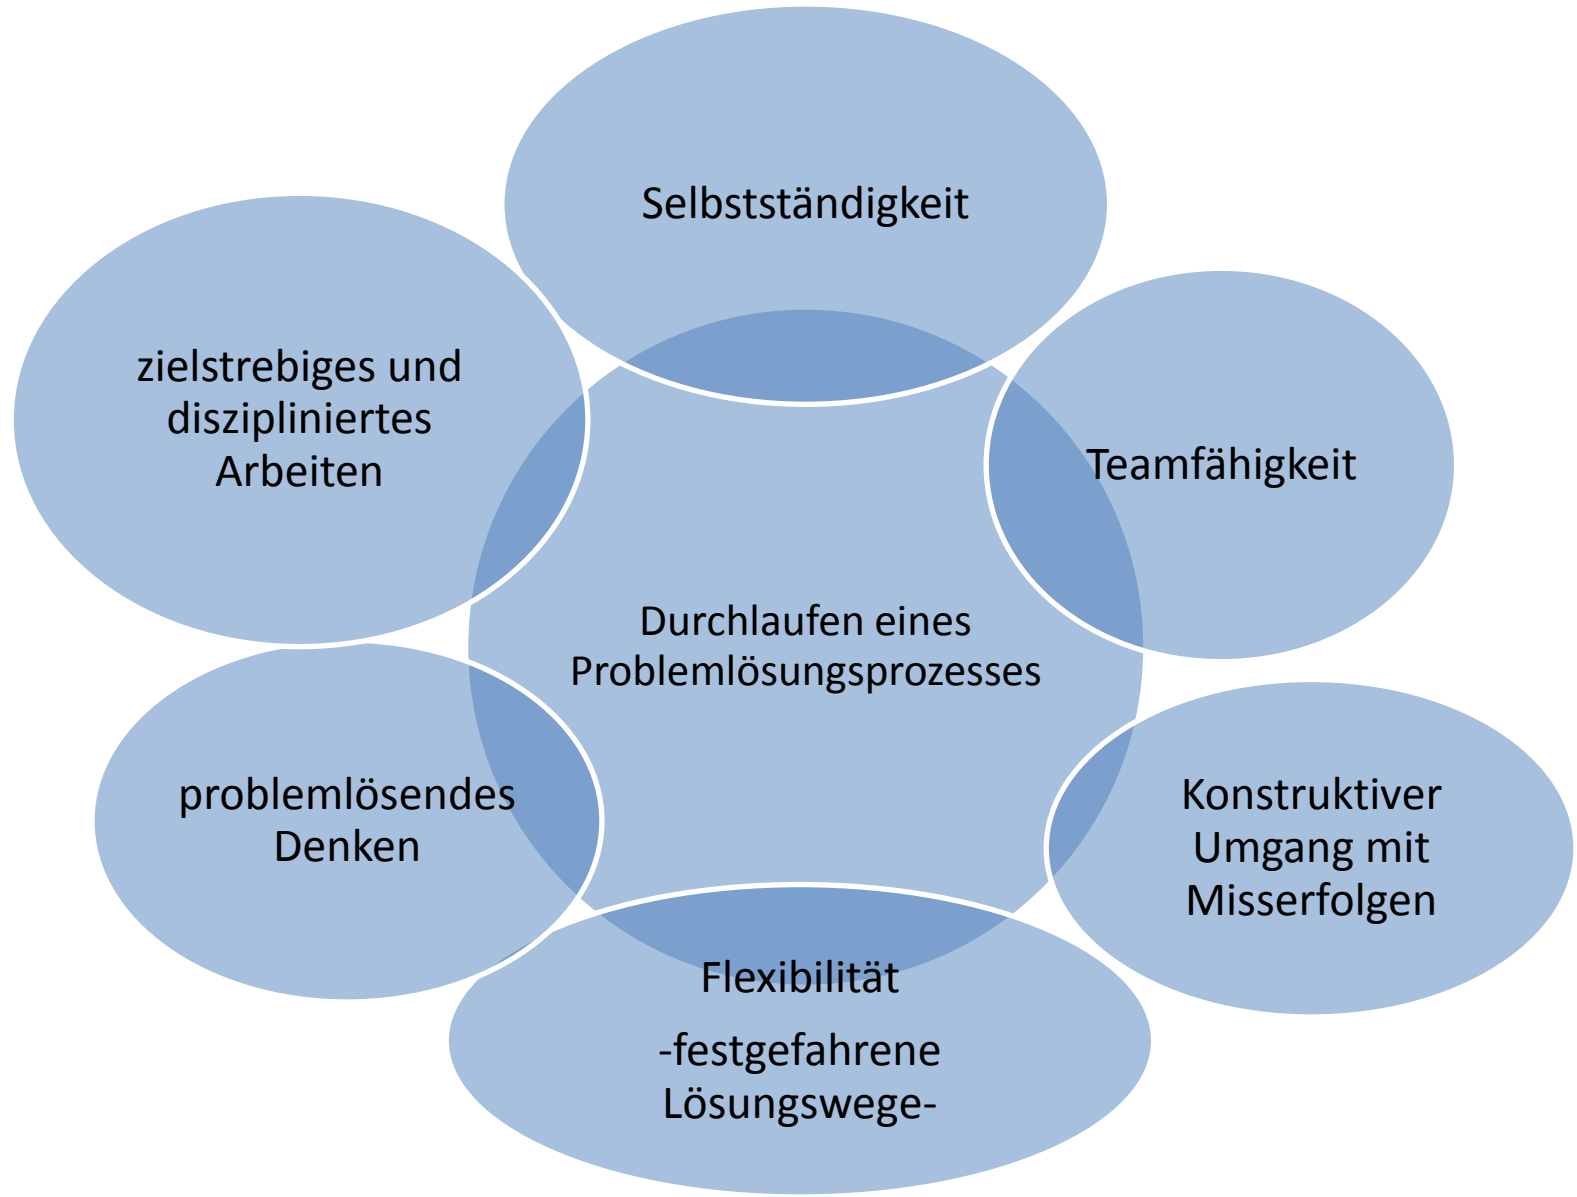 Selbstständigkeit
zielstrebiges und
diszipliniertes
Arbeiten
Teamfähigkeit
Durchlaufen eines
Problemlösungsprozesses
problemlösendes
Denken
Konstruktiver
Umgang mit
Misserfolgen
Flexibilität
-festgefahrene
Lösungswege-